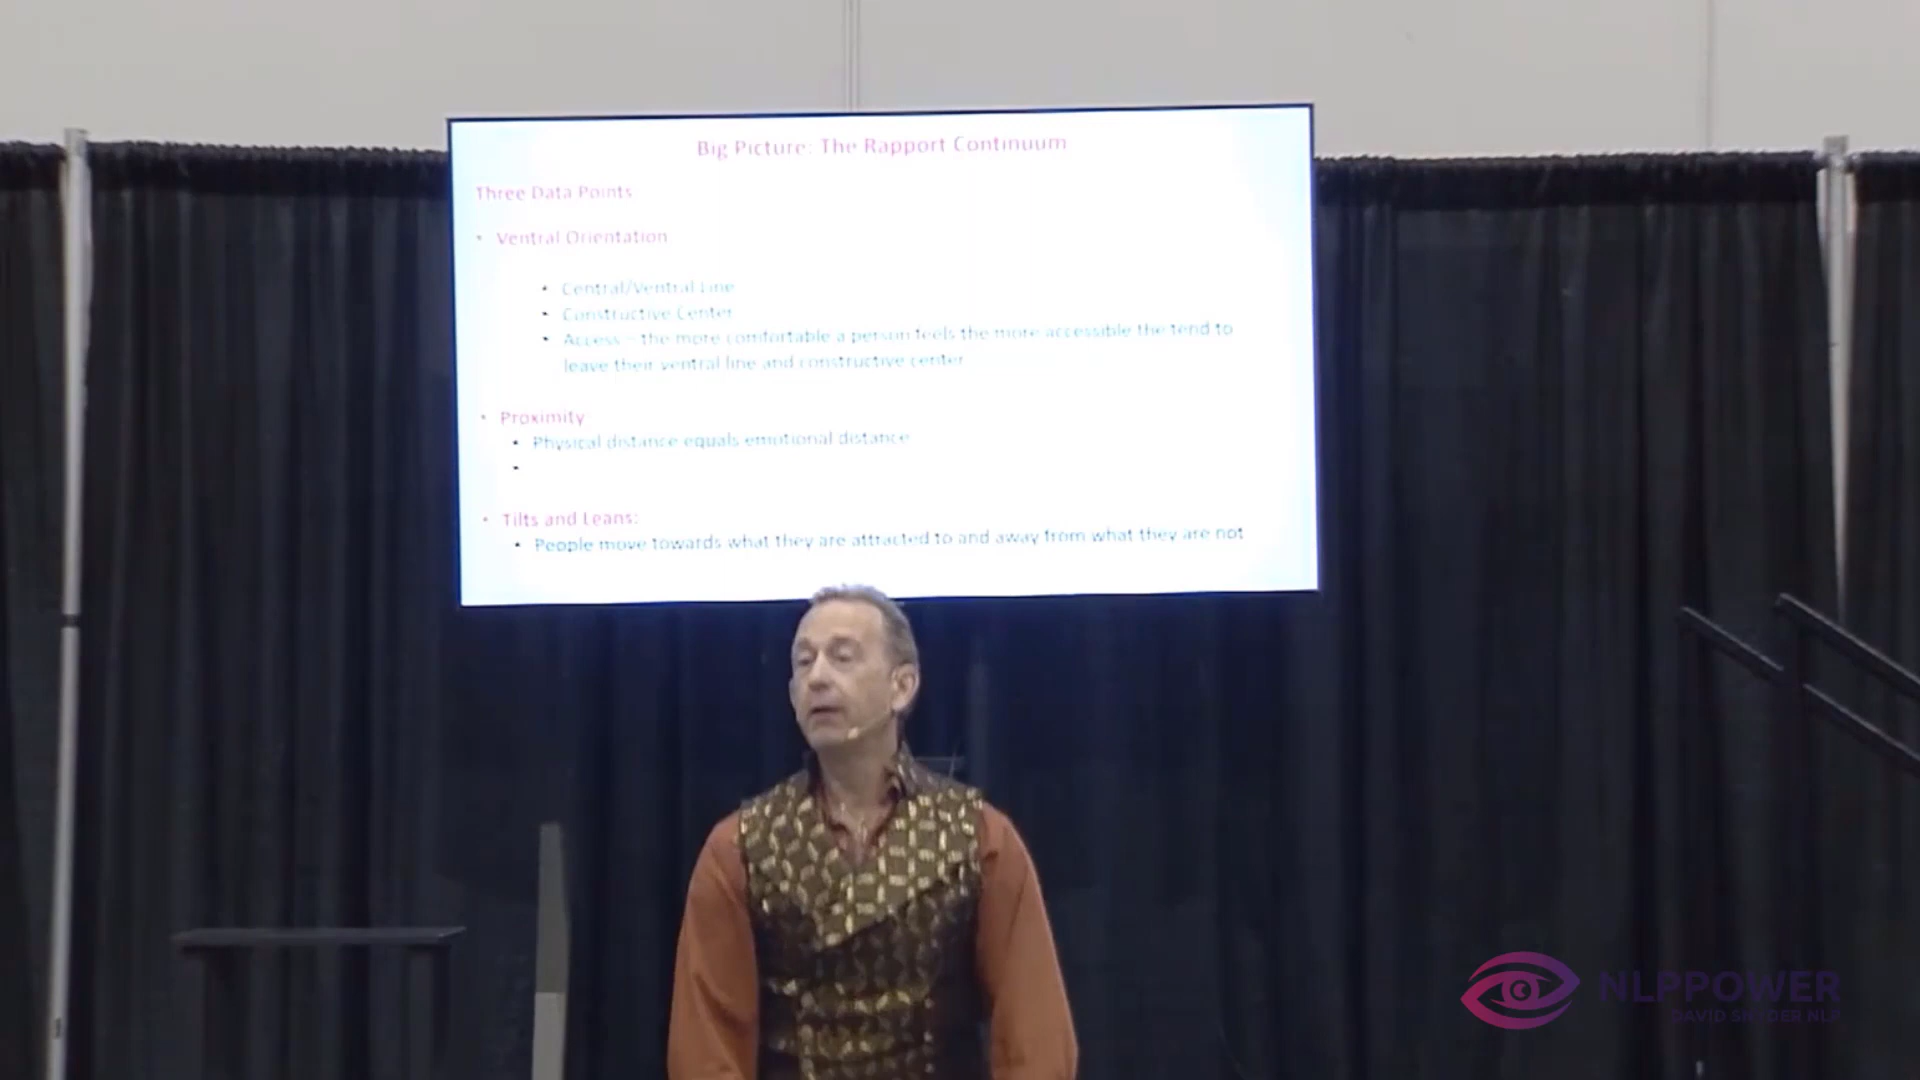 Big Picture: The Rapport Continuum
Three Data Points
• Ventral Orientation
• Central/Ventral Line
• Constructive Center
• Access – the more comfortable a person feels the more accessible the tend to
leave their ventral line and constructive center
• Proximity
• Physical distance equals emotional distance
•
• Tilts and Leans:
• People move towards what they are attracted to and away from what they are not
NLPPOWER
DAVID SNYDER NLP